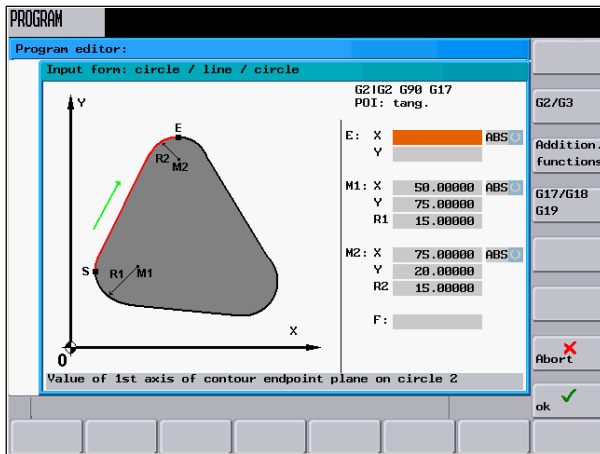 PROGRAM
Program editor:
Input form: circle / line / circle
G2IG2 G90 G17
POI: tang.
Y
E
R2
M2
S
R1
M1
X
0
E: X ABS
Y
M1: X 50.00000 ABS
Y 75.00000
R1 15.00000
M2: X 75.00000 ABS
Y 20.00000
R2 15.00000
F:
Value of 1st axis of contour endpoint plane on circle 2
G2/G3
Addition.
functions
G17/G18
G19
Abort
ok